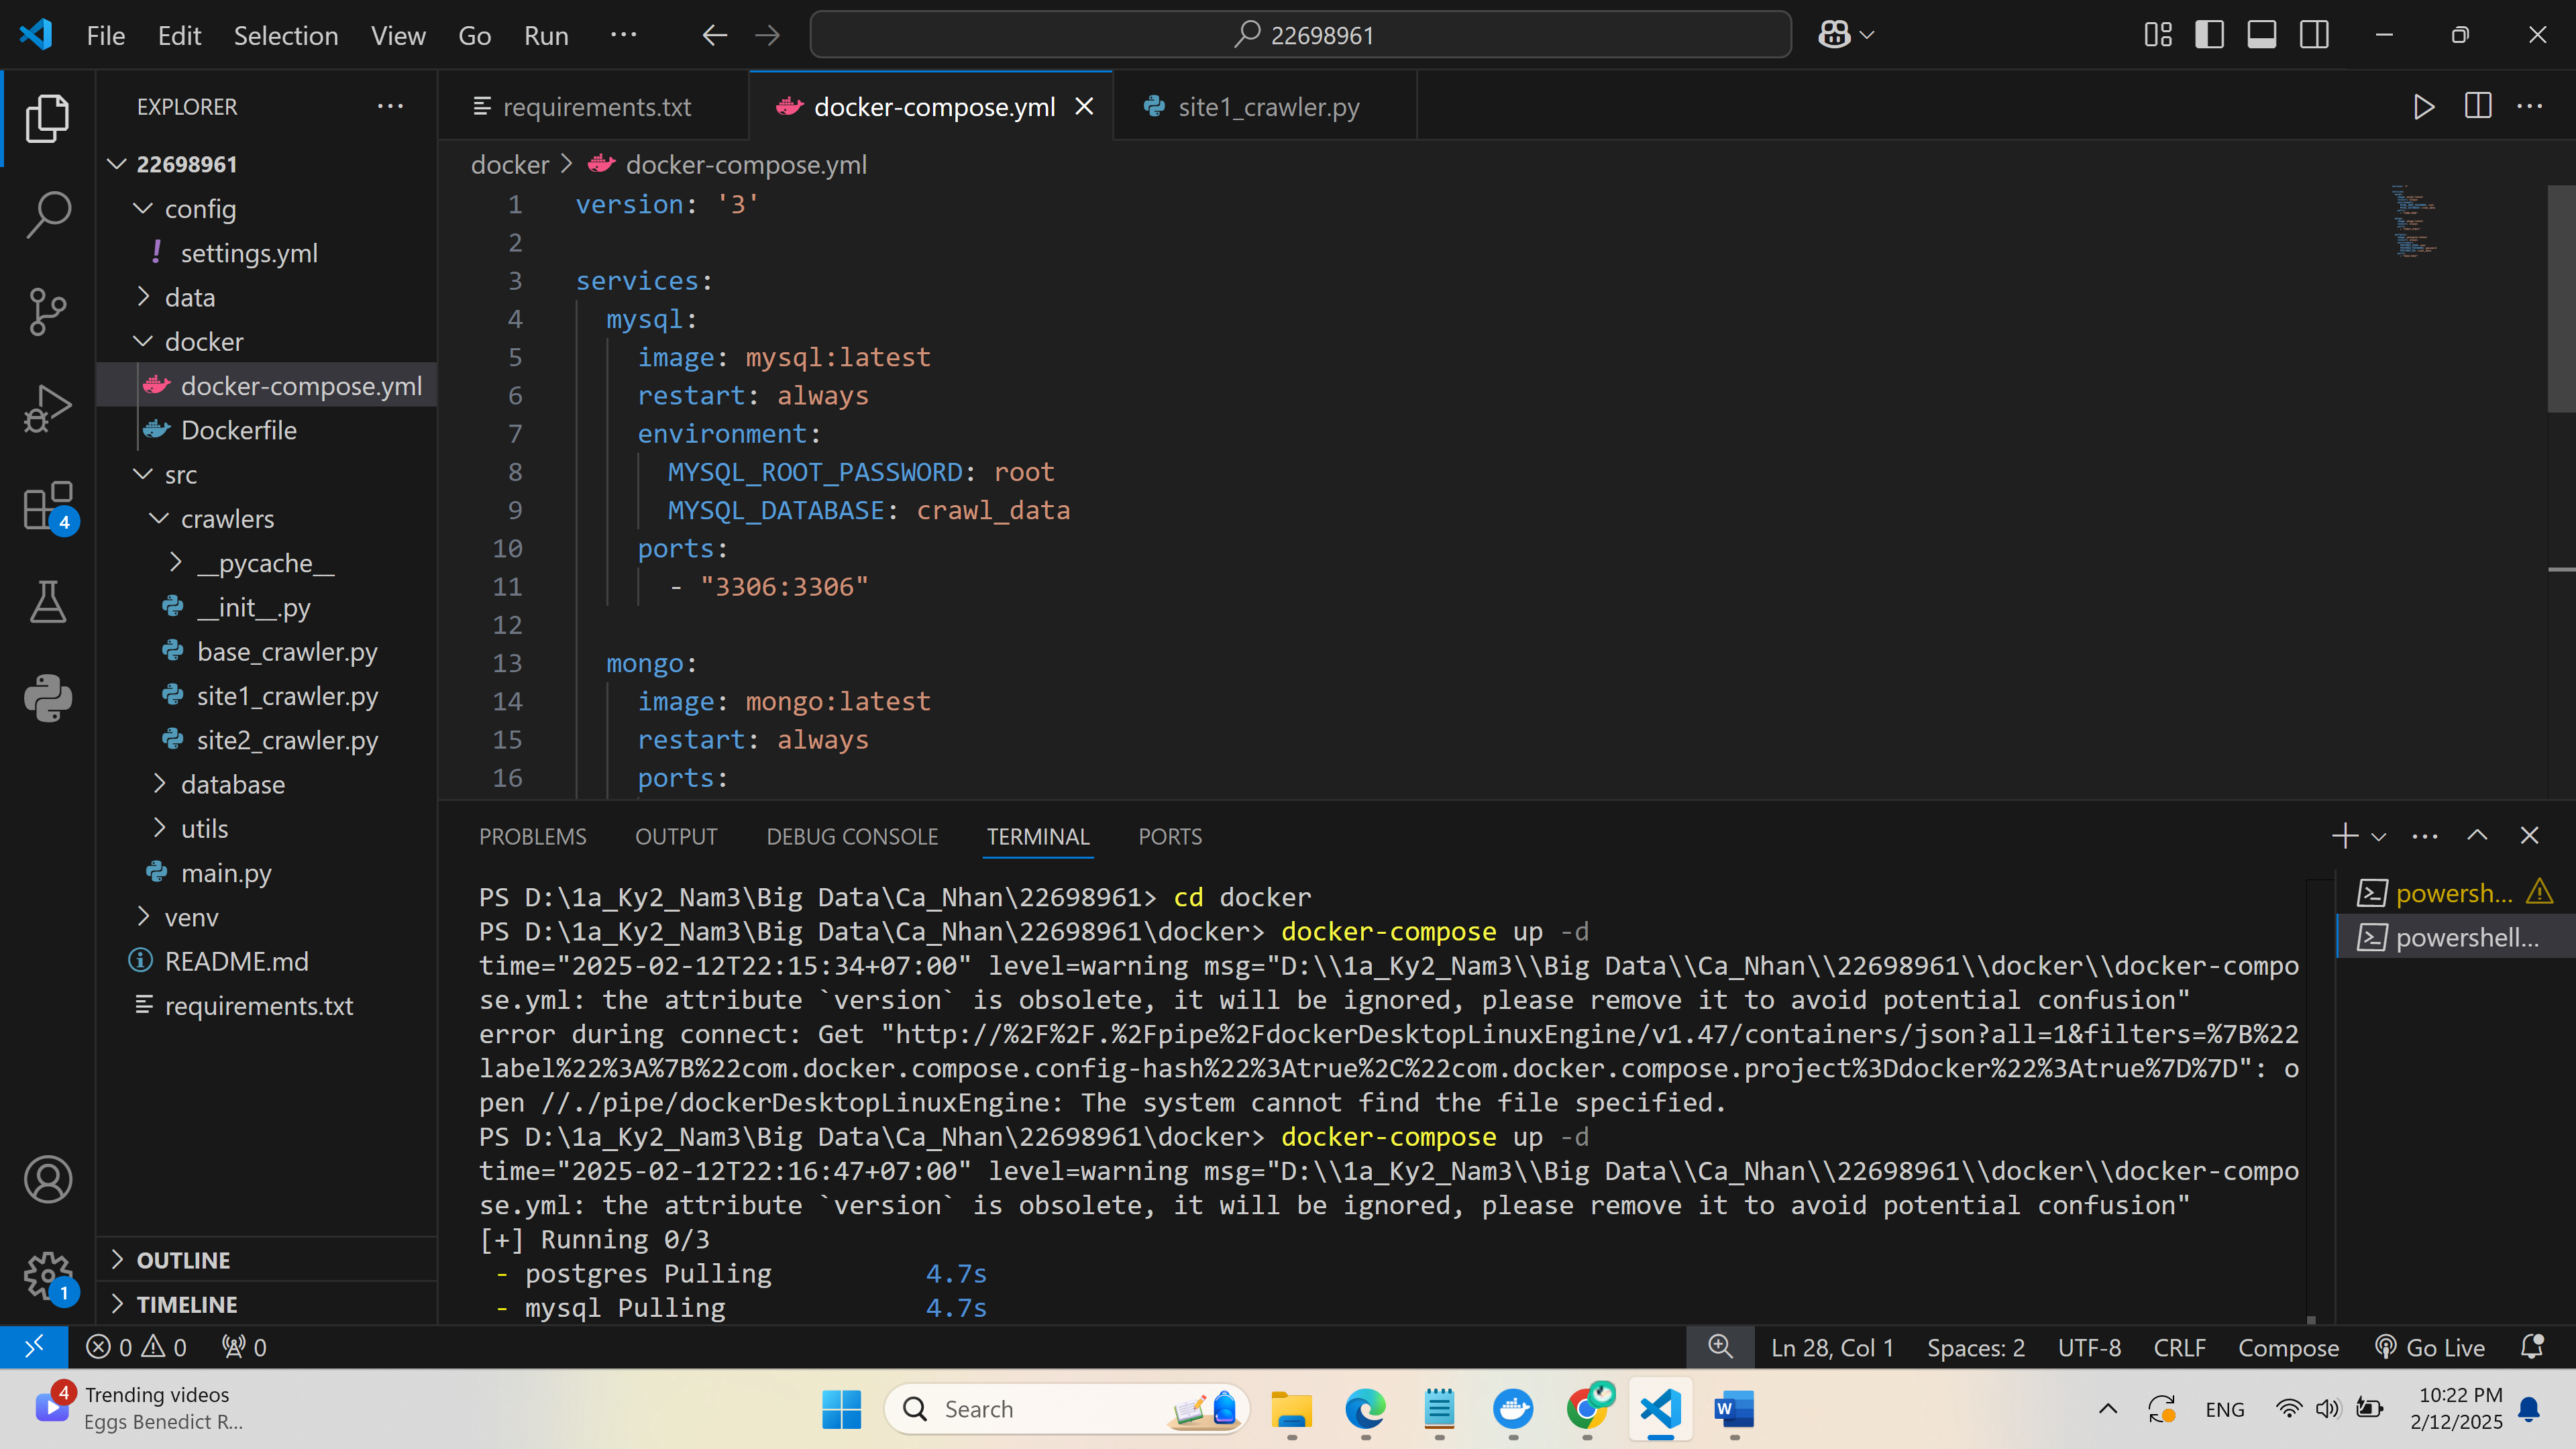 File Edit Selection View Go Run ... 22698961
EXPLORER ...
22698961
config
! settings.yml
data
docker
docker-compose.yml
Dockerfile
src
crawlers
__pycache__
__init__.py
base_crawler.py
site1_crawler.py
site2_crawler.py
database
utils
main.py
venv
README.md
requirements.txt
OUTLINE
TIMELINE
4
1
requirements.txt docker-compose.yml site1_crawler.py
docker > docker-compose.yml
1 version: '3'
2
3 services:
4 mysql:
5 image: mysql:latest
6 restart: always
7 environment:
8 MYSQL_ROOT_PASSWORD: root
9 MYSQL_DATABASE: crawl_data
10 ports:
11 - "3306:3306"
12
13 mongo:
14 image: mongo:latest
15 restart: always
16 ports:
PROBLEMS OUTPUT DEBUG CONSOLE TERMINAL PORTS
PS D:\1a_Ky2_Nam3\Big Data\Ca_Nhan\22698961> cd docker
PS D:\1a_Ky2_Nam3\Big Data\Ca_Nhan\22698961\docker> docker-compose up -d
time="2025-02-12T22:15:34+07:00" level=warning msg="D:\\1a_Ky2_Nam3\\Big Data\\Ca_Nhan\\22698961\\docker\\docker-compo
se.yml: the attribute `version` is obsolete, it will be ignored, please remove it to avoid potential confusion"
error during connect: Get "http://%2F%2F.%2Fpipe%2FdockerDesktopLinuxEngine/v1.47/containers/json?all=1&filters=%7B%22
label%22%3A%7B%22com.docker.compose.config-hash%22%3Atrue%2C%22com.docker.compose.project%3Ddocker%22%3Atrue%7D%7D": o
pen //./pipe/dockerDesktopLinuxEngine: The system cannot find the file specified.
PS D:\1a_Ky2_Nam3\Big Data\Ca_Nhan\22698961\docker> docker-compose up -d
time="2025-02-12T22:16:47+07:00" level=warning msg="D:\\1a_Ky2_Nam3\\Big Data\\Ca_Nhan\\22698961\\docker\\docker-compo
se.yml: the attribute `version` is obsolete, it will be ignored, please remove it to avoid potential confusion"
[+] Running 0/3
- postgres Pulling 4.7s
- mysql Pulling 4.7s
powersh...
powershell...
0 0 0 Ln 28, Col 1 Spaces: 2 UTF-8 CRLF Compose Go Live
4 Trending videos
Eggs Benedict R...
Search
ENG
10:22 PM
2/12/2025